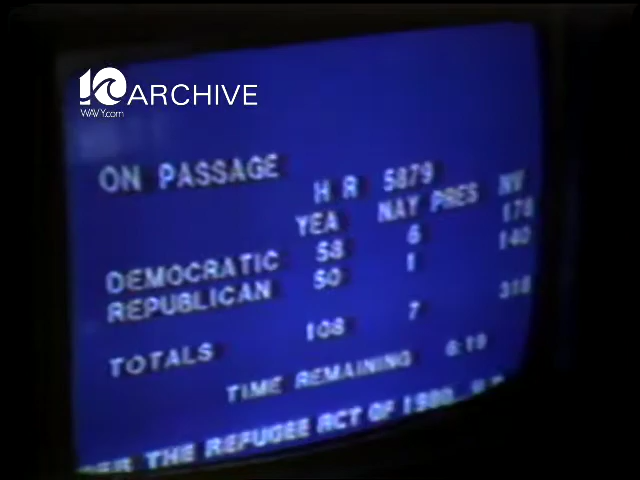 10 ARCHIVE
WAVY.com
ON PASSAGE
H R 5879
YEA NAY PRES NV
DEMOCRATIC 58 6 178
REPUBLICAN 50 1 140
TOTALS 108 7 318
TIME REMAINING 6:19
THE REFUGEE ACT OF 1980